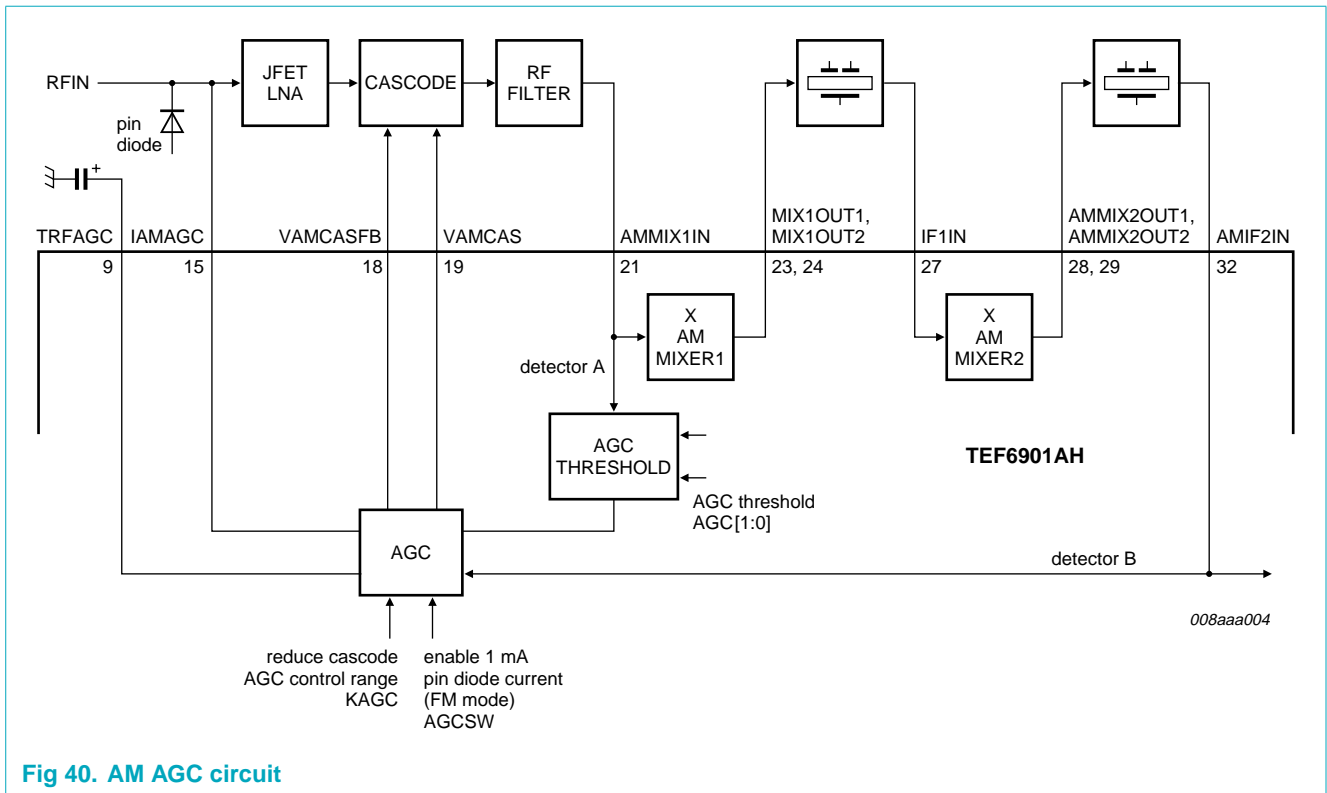 RFIN
pin
diode
+
JFET
LNA
CASCODE
RF
FILTER
TRFAGC
IAMAGC
VAMCASFB
VAMCAS
AMMIX1IN
MIX1OUT1,
MIX1OUT2
IF1IN
AMMIX2OUT1,
AMMIX2OUT2
AMIF2IN
9
15
18
19
21
23, 24
27
28, 29
32
X
AM
MIXER1
X
AM
MIXER2
detector A
AGC
THRESHOLD
AGC threshold
AGC[1:0]
TEF6901AH
AGC
detector B
reduce cascode
AGC control range
KAGC
enable 1 mA
pin diode current
(FM mode)
AGCSW
008aaa004
Fig 40. AM AGC circuit